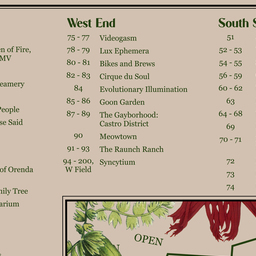 West End
75 - 77 Videogasm
78 - 79 Lux Ephemera
80 - 81 Bikes and Brews
82 - 83 Cirque du Soul
84 Evolutionary Illumination
85 - 86 Goon Garden
87 - 89 The Gayborhood:
Castro District
90 Meowtown
91 - 93 The Raunch Ranch
94 - 200, Syncytium
W Field
South S
51
52 - 53
54 - 55
56 - 59
60 - 62
63
64 - 68
69
70 - 71
72
73
74
n of Fire,
MV
eamery
People
se Said
of Orenda
ily Tree
arium
OPEN